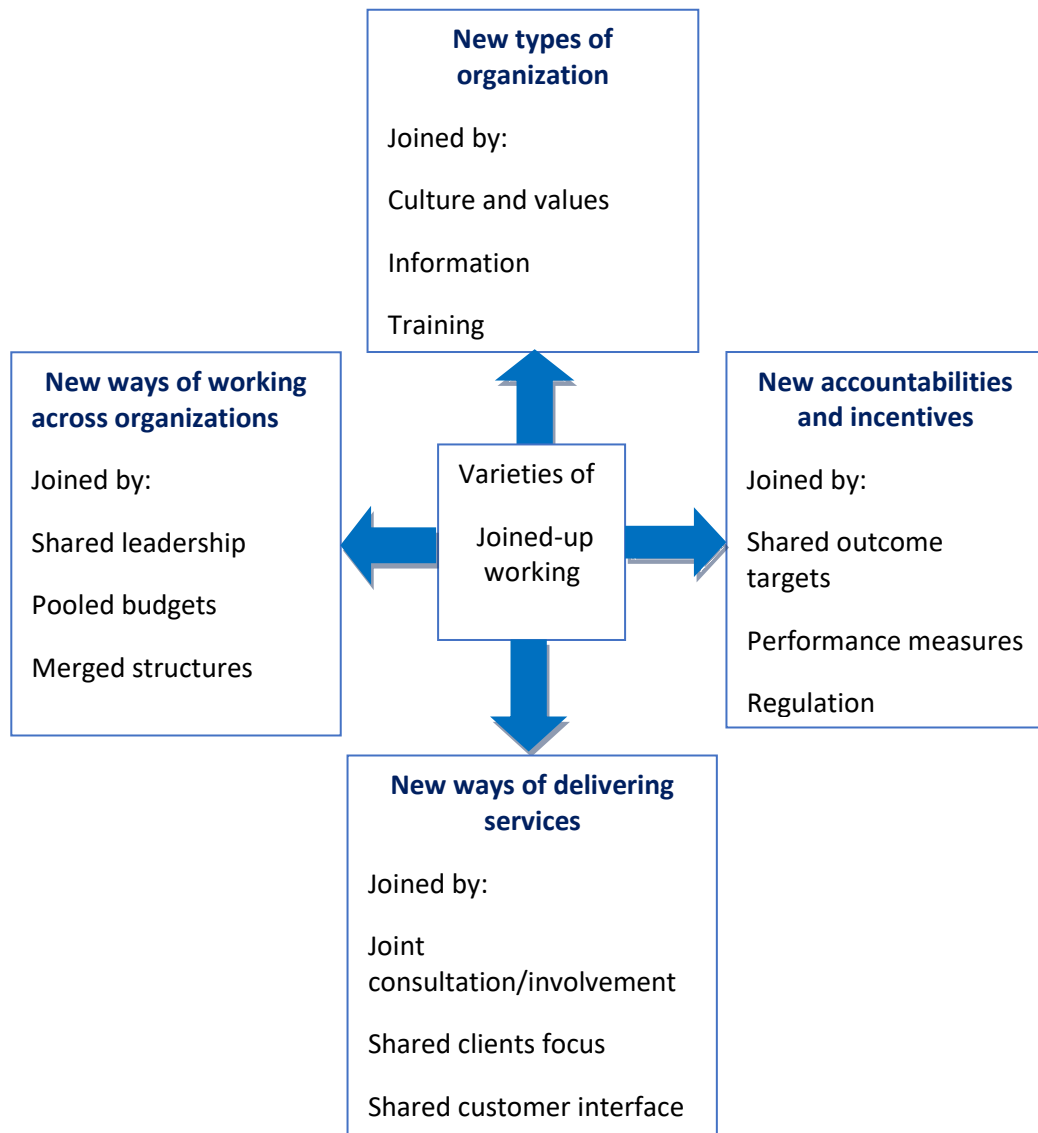 New types of
organization
Joined by:
Culture and values
Information
Training
New ways of working
across organizations
Joined by:
Shared leadership
Pooled budgets
Merged structures
Varieties of
Joined-up
working
New accountabilities
and incentives
Joined by:
Shared outcome
targets
Performance measures
Regulation
New ways of delivering
services
Joined by:
Joint
consultation/involvement
Shared clients focus
Shared customer interface